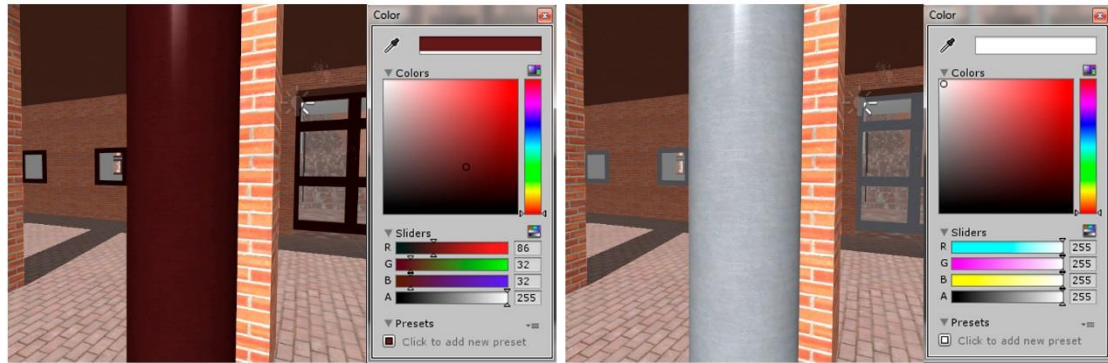 Color
Colors
Sliders
R 86
G 32
B 32
A 255
Presets
Click to add new preset
Color
Colors
Sliders
R 255
G 255
B 255
A 255
Presets
Click to add new preset